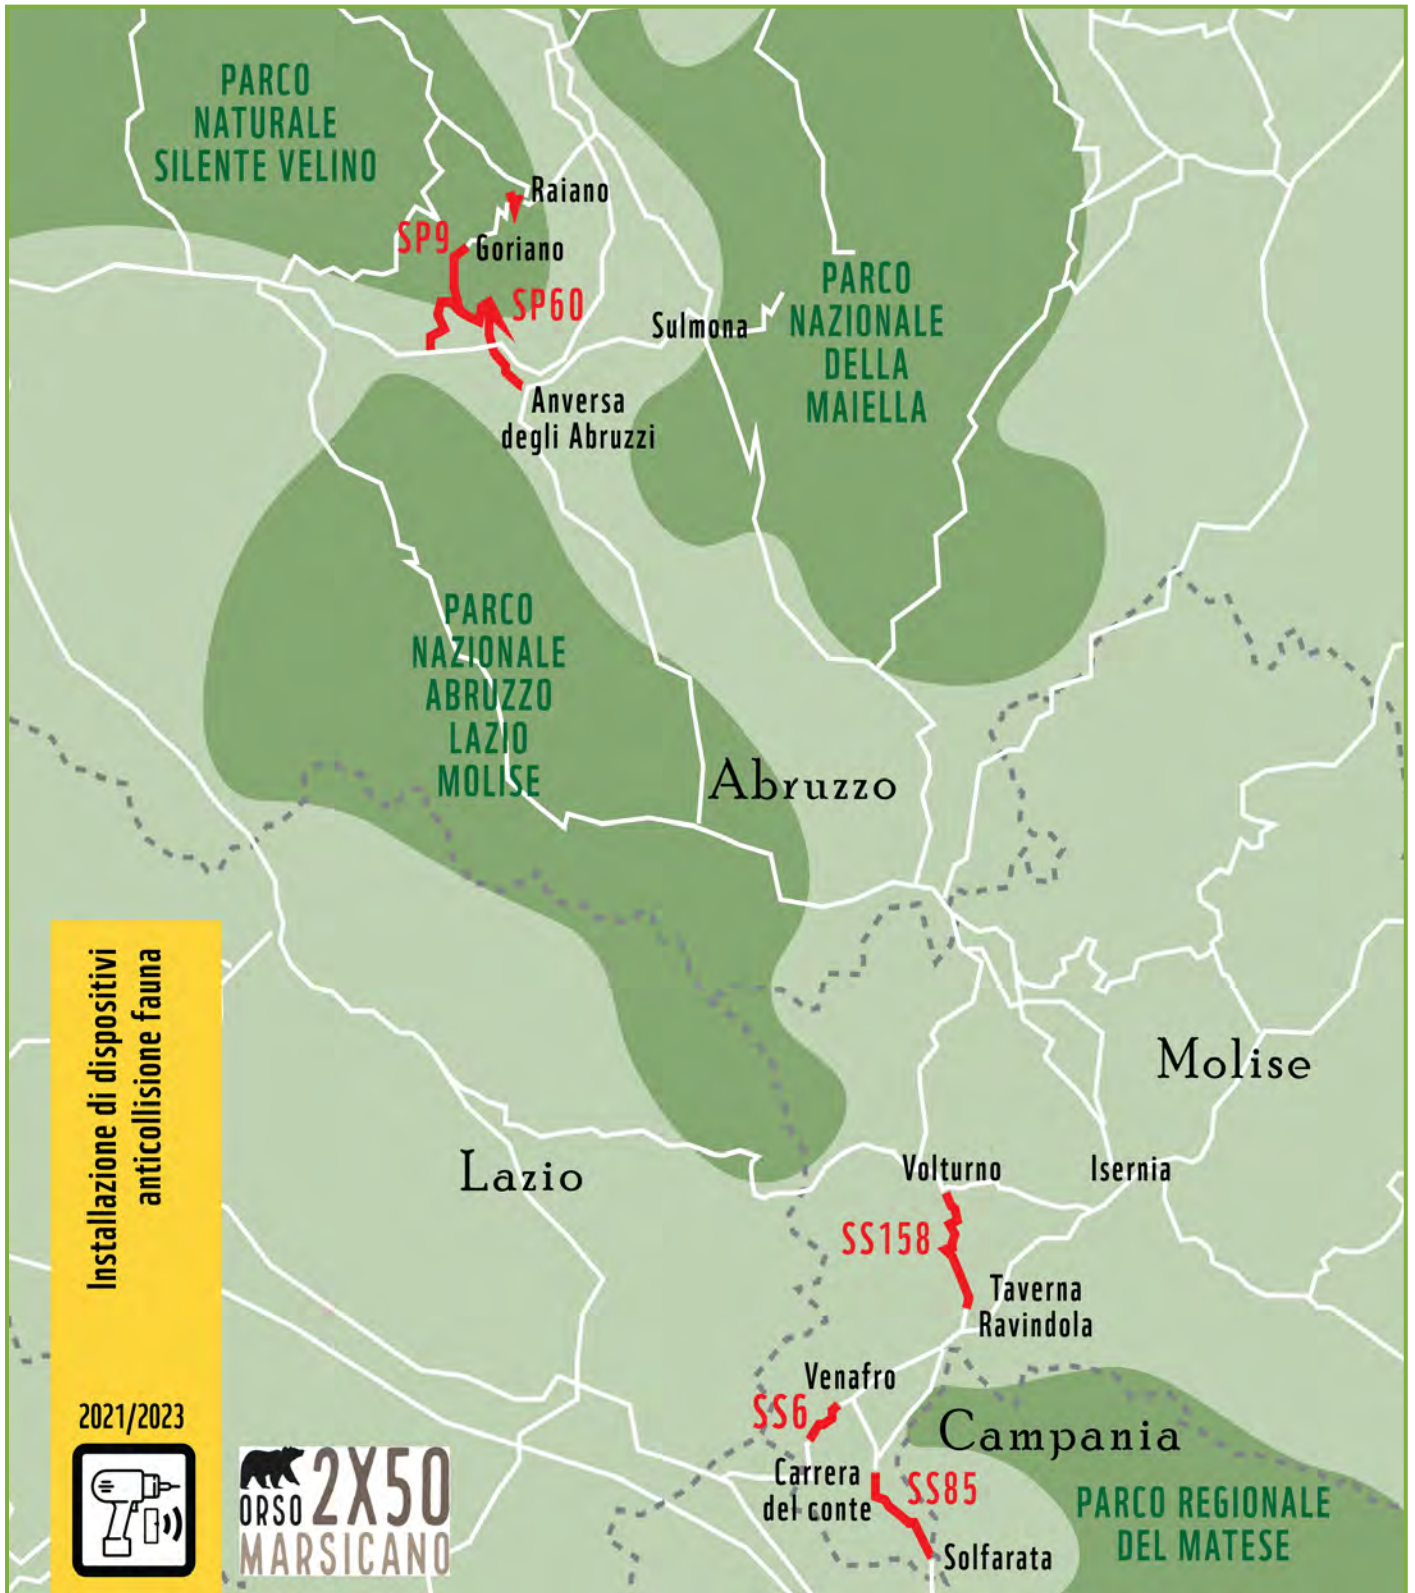 PARCO
NATURALE
SILENTE VELINO
Raiano
SP9
Goriano
SP60
Sulmona
PARCO
NAZIONALE
DELLA
MAIELLA
Anversa
degli Abruzzi
PARCO
NAZIONALE
ABRUZZO
LAZIO
MOLISE
Abruzzo
Molise
Lazio
Volturno
Isernia
SS158
Taverna
Ravindola
Venafro
SS6
Campania
Carrera
del conte
SS85
PARCO REGIONALE
DEL MATESE
Solfarata
Installazione di dispositivi
anticollisione fauna
2021/2023
ORSO 2X50
MARSICANO